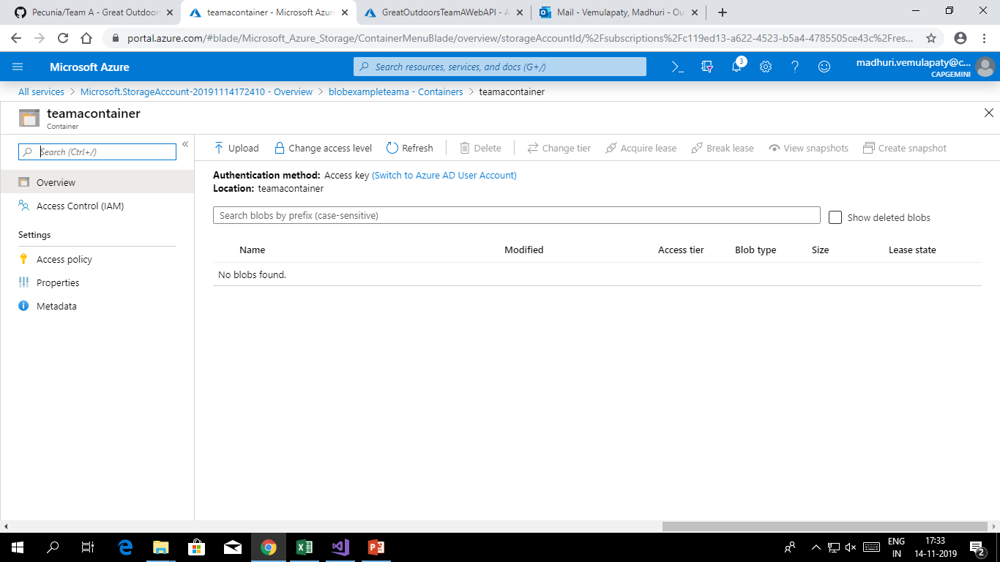 Pecunia/Team A - Great Outdoor
teamacontainer - Microsoft Azure
GreatOutdoorsTeamAWebAPI - A
Mail - Vemulapaty, Madhuri - Ou
portal.azure.com/#blade/Microsoft_Azure_Storage/ContainerMenuBlade/overview/storageAccountId/%2Fsubscriptions%2Fc119ed13-a622-4523-b5a4-4785505ce43c%2Fres...
Microsoft Azure
Search resources, services, and docs (G+/)
3
madhuri.vemulapaty@c...
CAPGEMINI
All services > Microsoft.StorageAccount-20191114172410 - Overview > blobexampleteama - Containers > teamacontainer
teamacontainer
Container
Search (Ctrl+/)
Overview
Access Control (IAM)
Settings
Access policy
Properties
Metadata
Upload Change access level Refresh Delete Change tier Acquire lease Break lease View snapshots Create snapshot
Authentication method: Access key (Switch to Azure AD User Account)
Location: teamacontainer
Search blobs by prefix (case-sensitive)
Show deleted blobs
Name Modified Access tier Blob type Size Lease state
No blobs found.
ENG
IN
17:33
14-11-2019
2